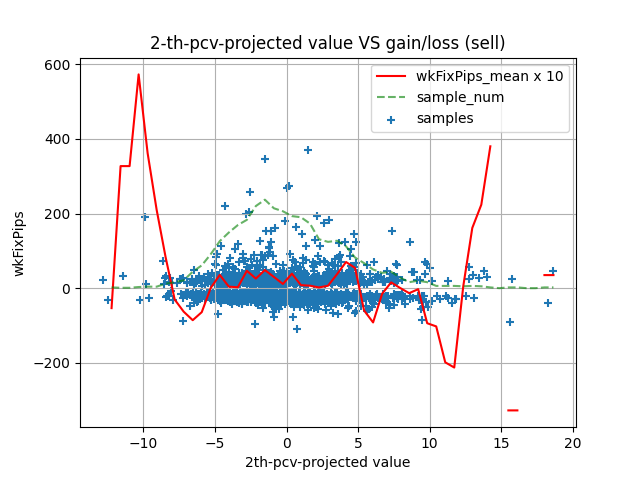 2-th-pcv-projected value VS gain/loss (sell)
wkFixPips_mean x 10
sample_num
samples
wkFixPips
600
400
200
0
−200
−10
−5
0
5
10
15
20
2th-pcv-projected value